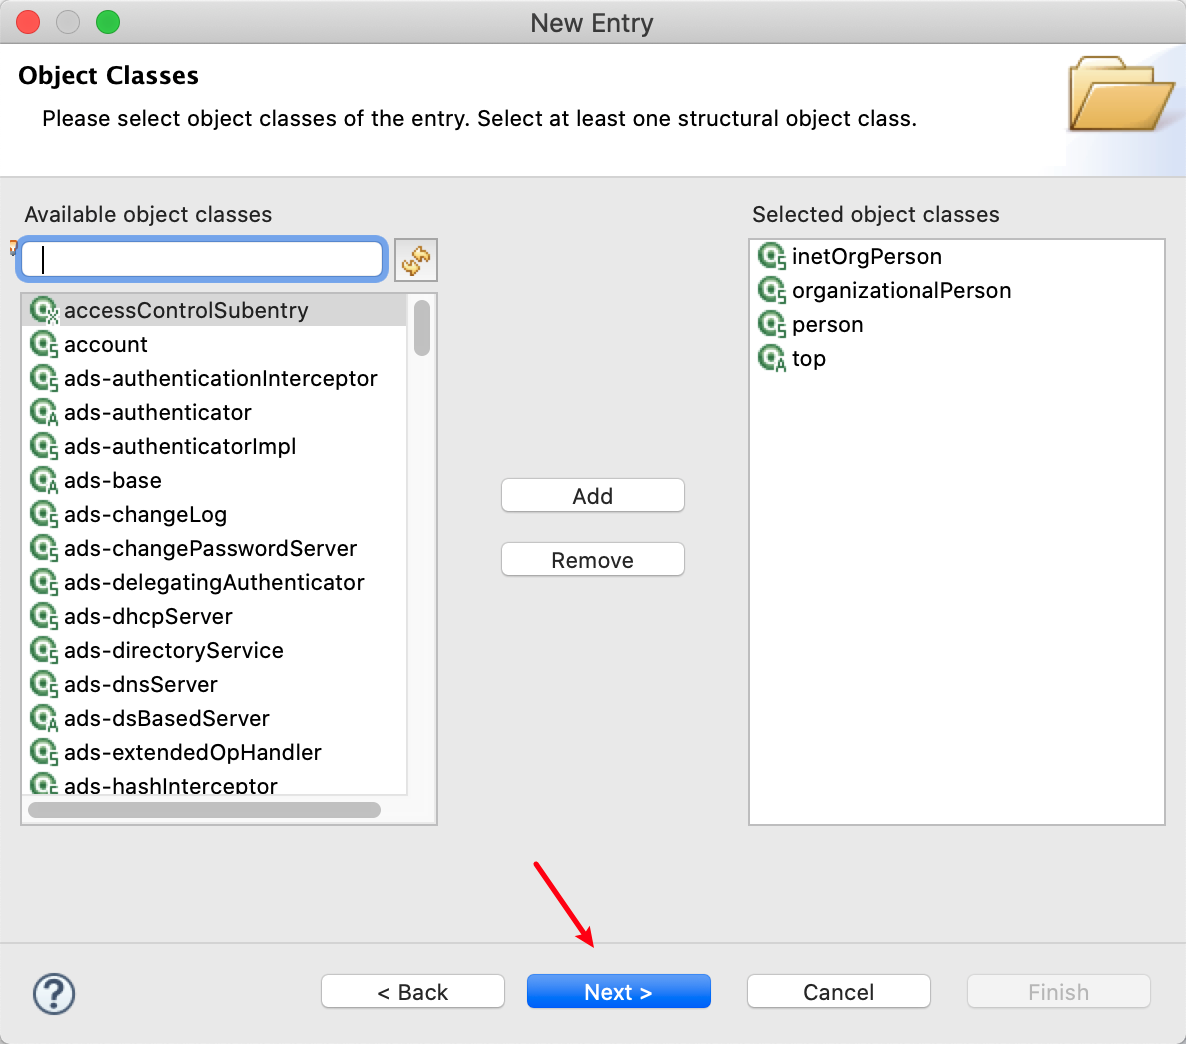 New Entry
Object Classes
Please select object classes of the entry. Select at least one structural object class.
Available object classes
Selected object classes
accessControlSubentry
account
ads-authenticationInterceptor
ads-authenticator
ads-authenticatorImpl
ads-base
ads-changeLog
ads-changePasswordServer
ads-delegatingAuthenticator
ads-dhcpServer
ads-directoryService
ads-dnsServer
ads-dsBasedServer
ads-extendedOpHandler
ads-hashInterceptor
Add
Remove
inetOrgPerson
organizationalPerson
person
top
< Back
Next >
Cancel
Finish